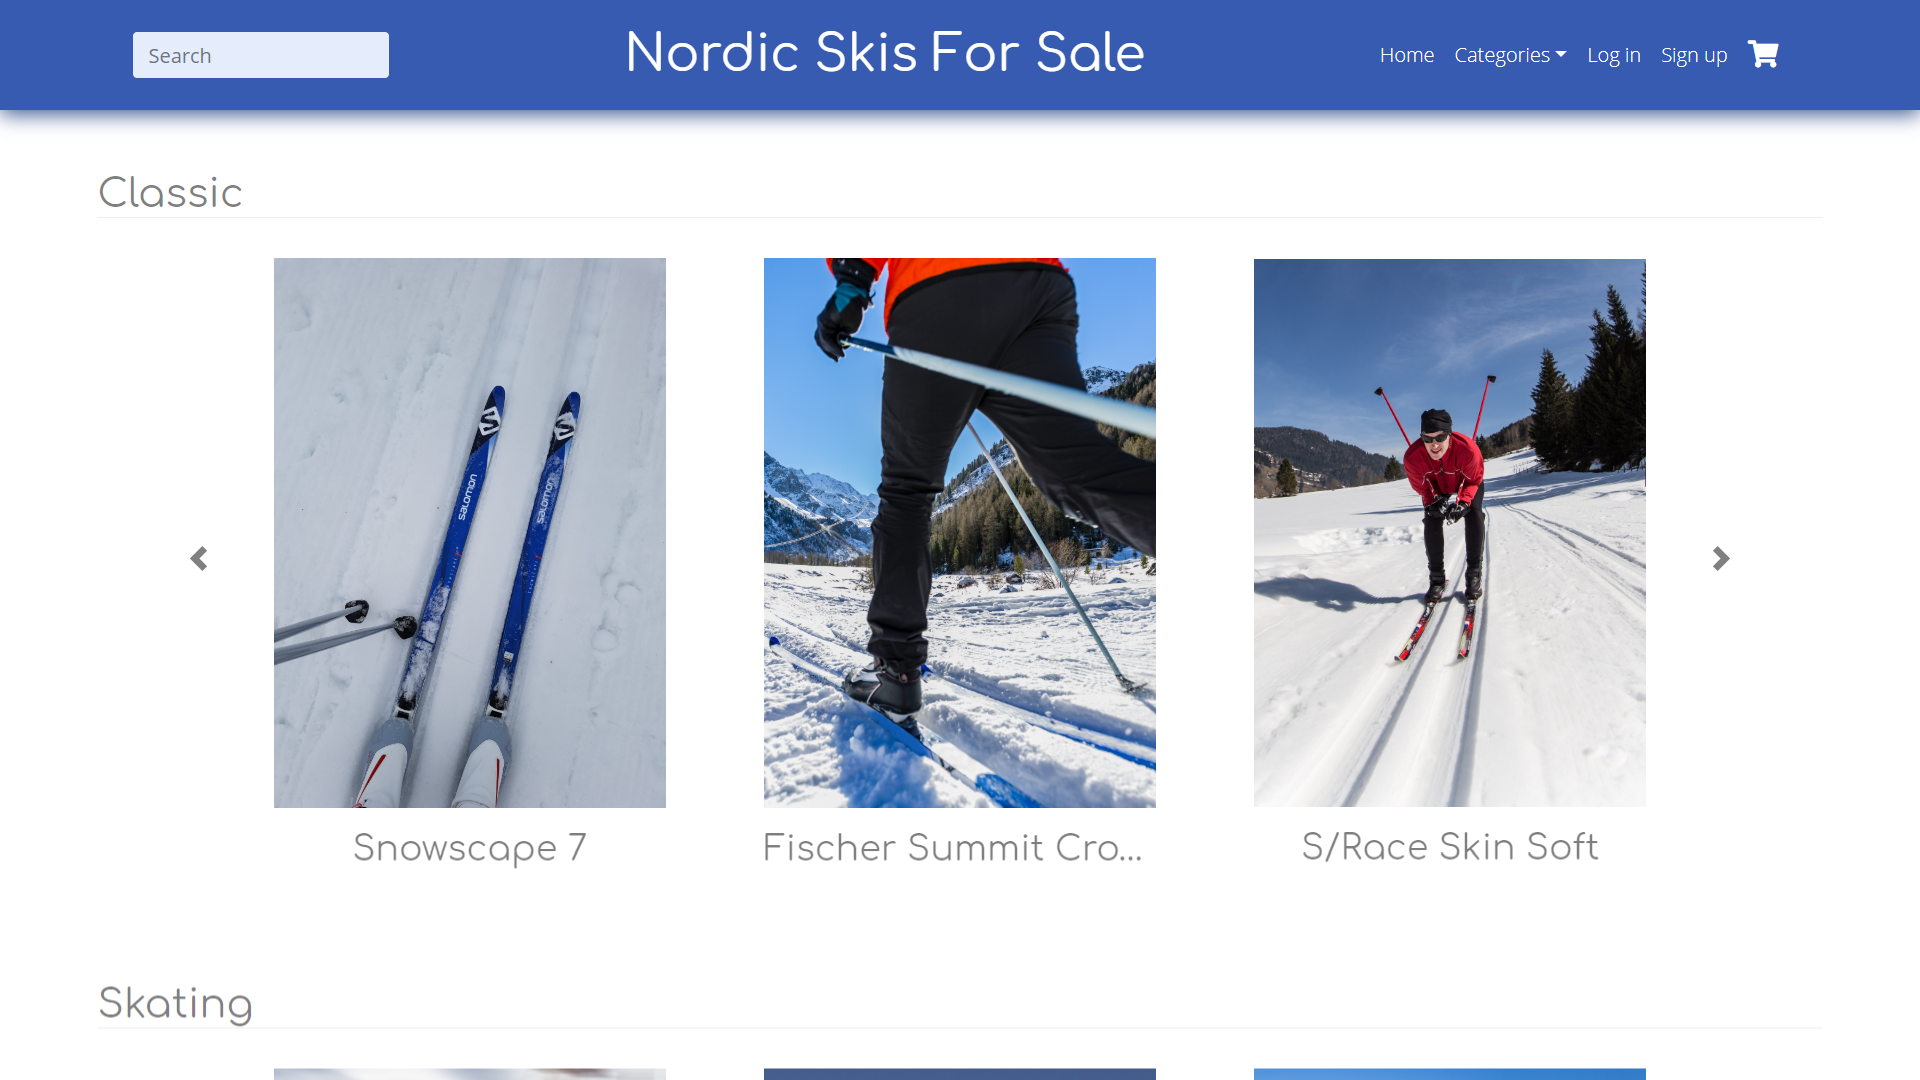 Search
Nordic Skis For Sale
Home Categories Log in Sign up
Classic
salomon
salomon
Snowscape 7
Fischer Summit Cro...
S/Race Skin Soft
Skating